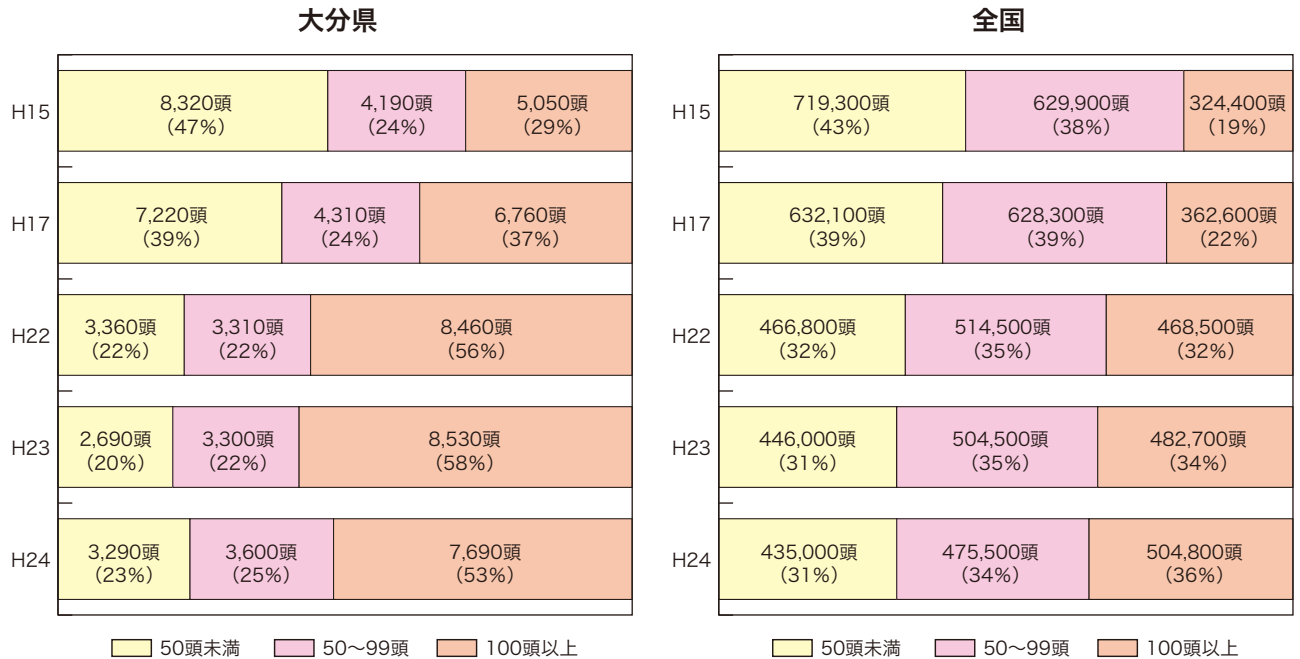 大分県
H15
8,320頭
(47%)
4,190頭
(24%)
5,050頭
(29%)
H17
7,220頭
(39%)
4,310頭
(24%)
6,760頭
(37%)
H22
3,360頭
(22%)
3,310頭
(22%)
8,460頭
(56%)
H23
2,690頭
(20%)
3,300頭
(22%)
8,530頭
(58%)
H24
3,290頭
(23%)
3,600頭
(25%)
7,690頭
(53%)
50頭未満 50〜99頭 100頭以上
全国
H15
719,300頭
(43%)
629,900頭
(38%)
324,400頭
(19%)
H17
632,100頭
(39%)
628,300頭
(39%)
362,600頭
(22%)
H22
466,800頭
(32%)
514,500頭
(35%)
468,500頭
(32%)
H23
446,000頭
(31%)
504,500頭
(35%)
482,700頭
(34%)
H24
435,000頭
(31%)
475,500頭
(34%)
504,800頭
(36%)
50頭未満 50〜99頭 100頭以上